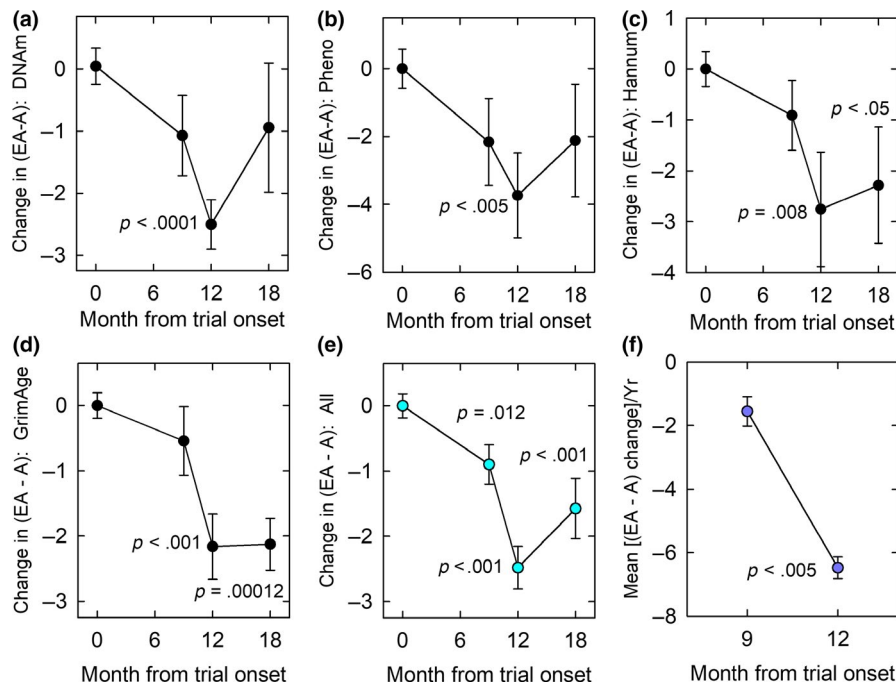 (a)
Change in (EA-A): DNAm
0
−1
−2
−3
p < .0001
0 6 12 18
Month from trial onset
(b)
Change in (EA-A): Pheno
0
−2
−4
−6
p < .005
0 6 12 18
Month from trial onset
(c)
Change in (EA-A): Hannum
0
−1
−2
−3
−4
p < .05
p = .008
0 6 12 18
Month from trial onset
(d)
Change in (EA - A): GrimAge
0
−1
−2
−3
p < .001
p = .00012
0 6 12 18
Month from trial onset
(e)
Change in (EA - A): All
0
−1
−2
−3
p = .012
p < .001
p < .001
0 6 12 18
Month from trial onset
(f)
Mean [(EA - A) change]/Yr
0
−2
−4
−6
−8
p < .005
9 12
Month from trial onset